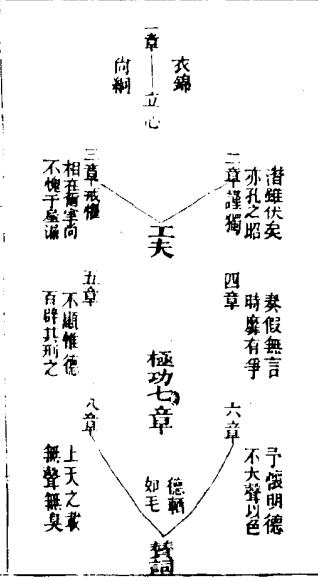 一章
衣錦
尚絅
立心
二章謹獨
潛雖伏矣
亦孔之昭
三章戒懼
相在爾室尚
不愧于屋漏
工夫
四章
奏假無言
時靡有爭
五章
不顯惟德
百辟其刑之
極功七章
六章
予懷明德
不大聲以色
德輶
如毛
八章
上天之載
無聲無臭
贊詞